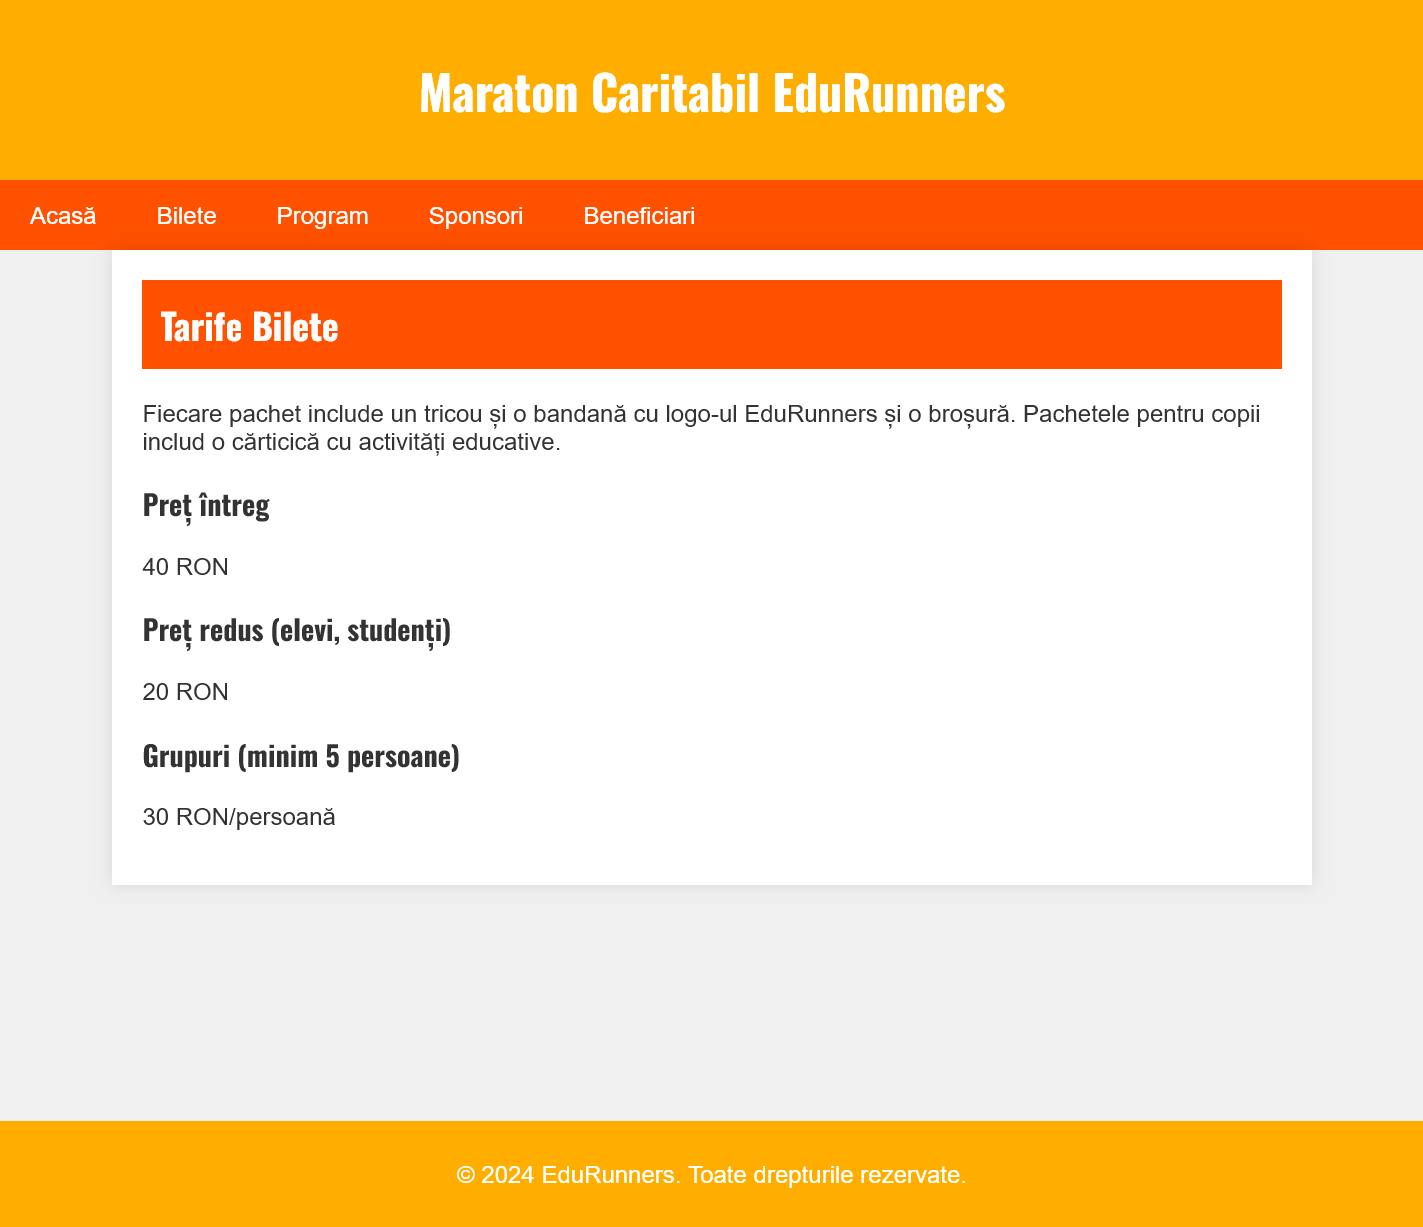 Maraton Caritabil EduRunners
Acasă Bilete Program Sponsori Beneficiari
Tarife Bilete
Fiecare pachet include un tricou și o bandană cu logo-ul EduRunners și o broșură. Pachetele pentru copii
includ o cărticică cu activități educative.
Preț întreg
40 RON
Preț redus (elevi, studenți)
20 RON
Grupuri (minim 5 persoane)
30 RON/persoană
© 2024 EduRunners. Toate drepturile rezervate.